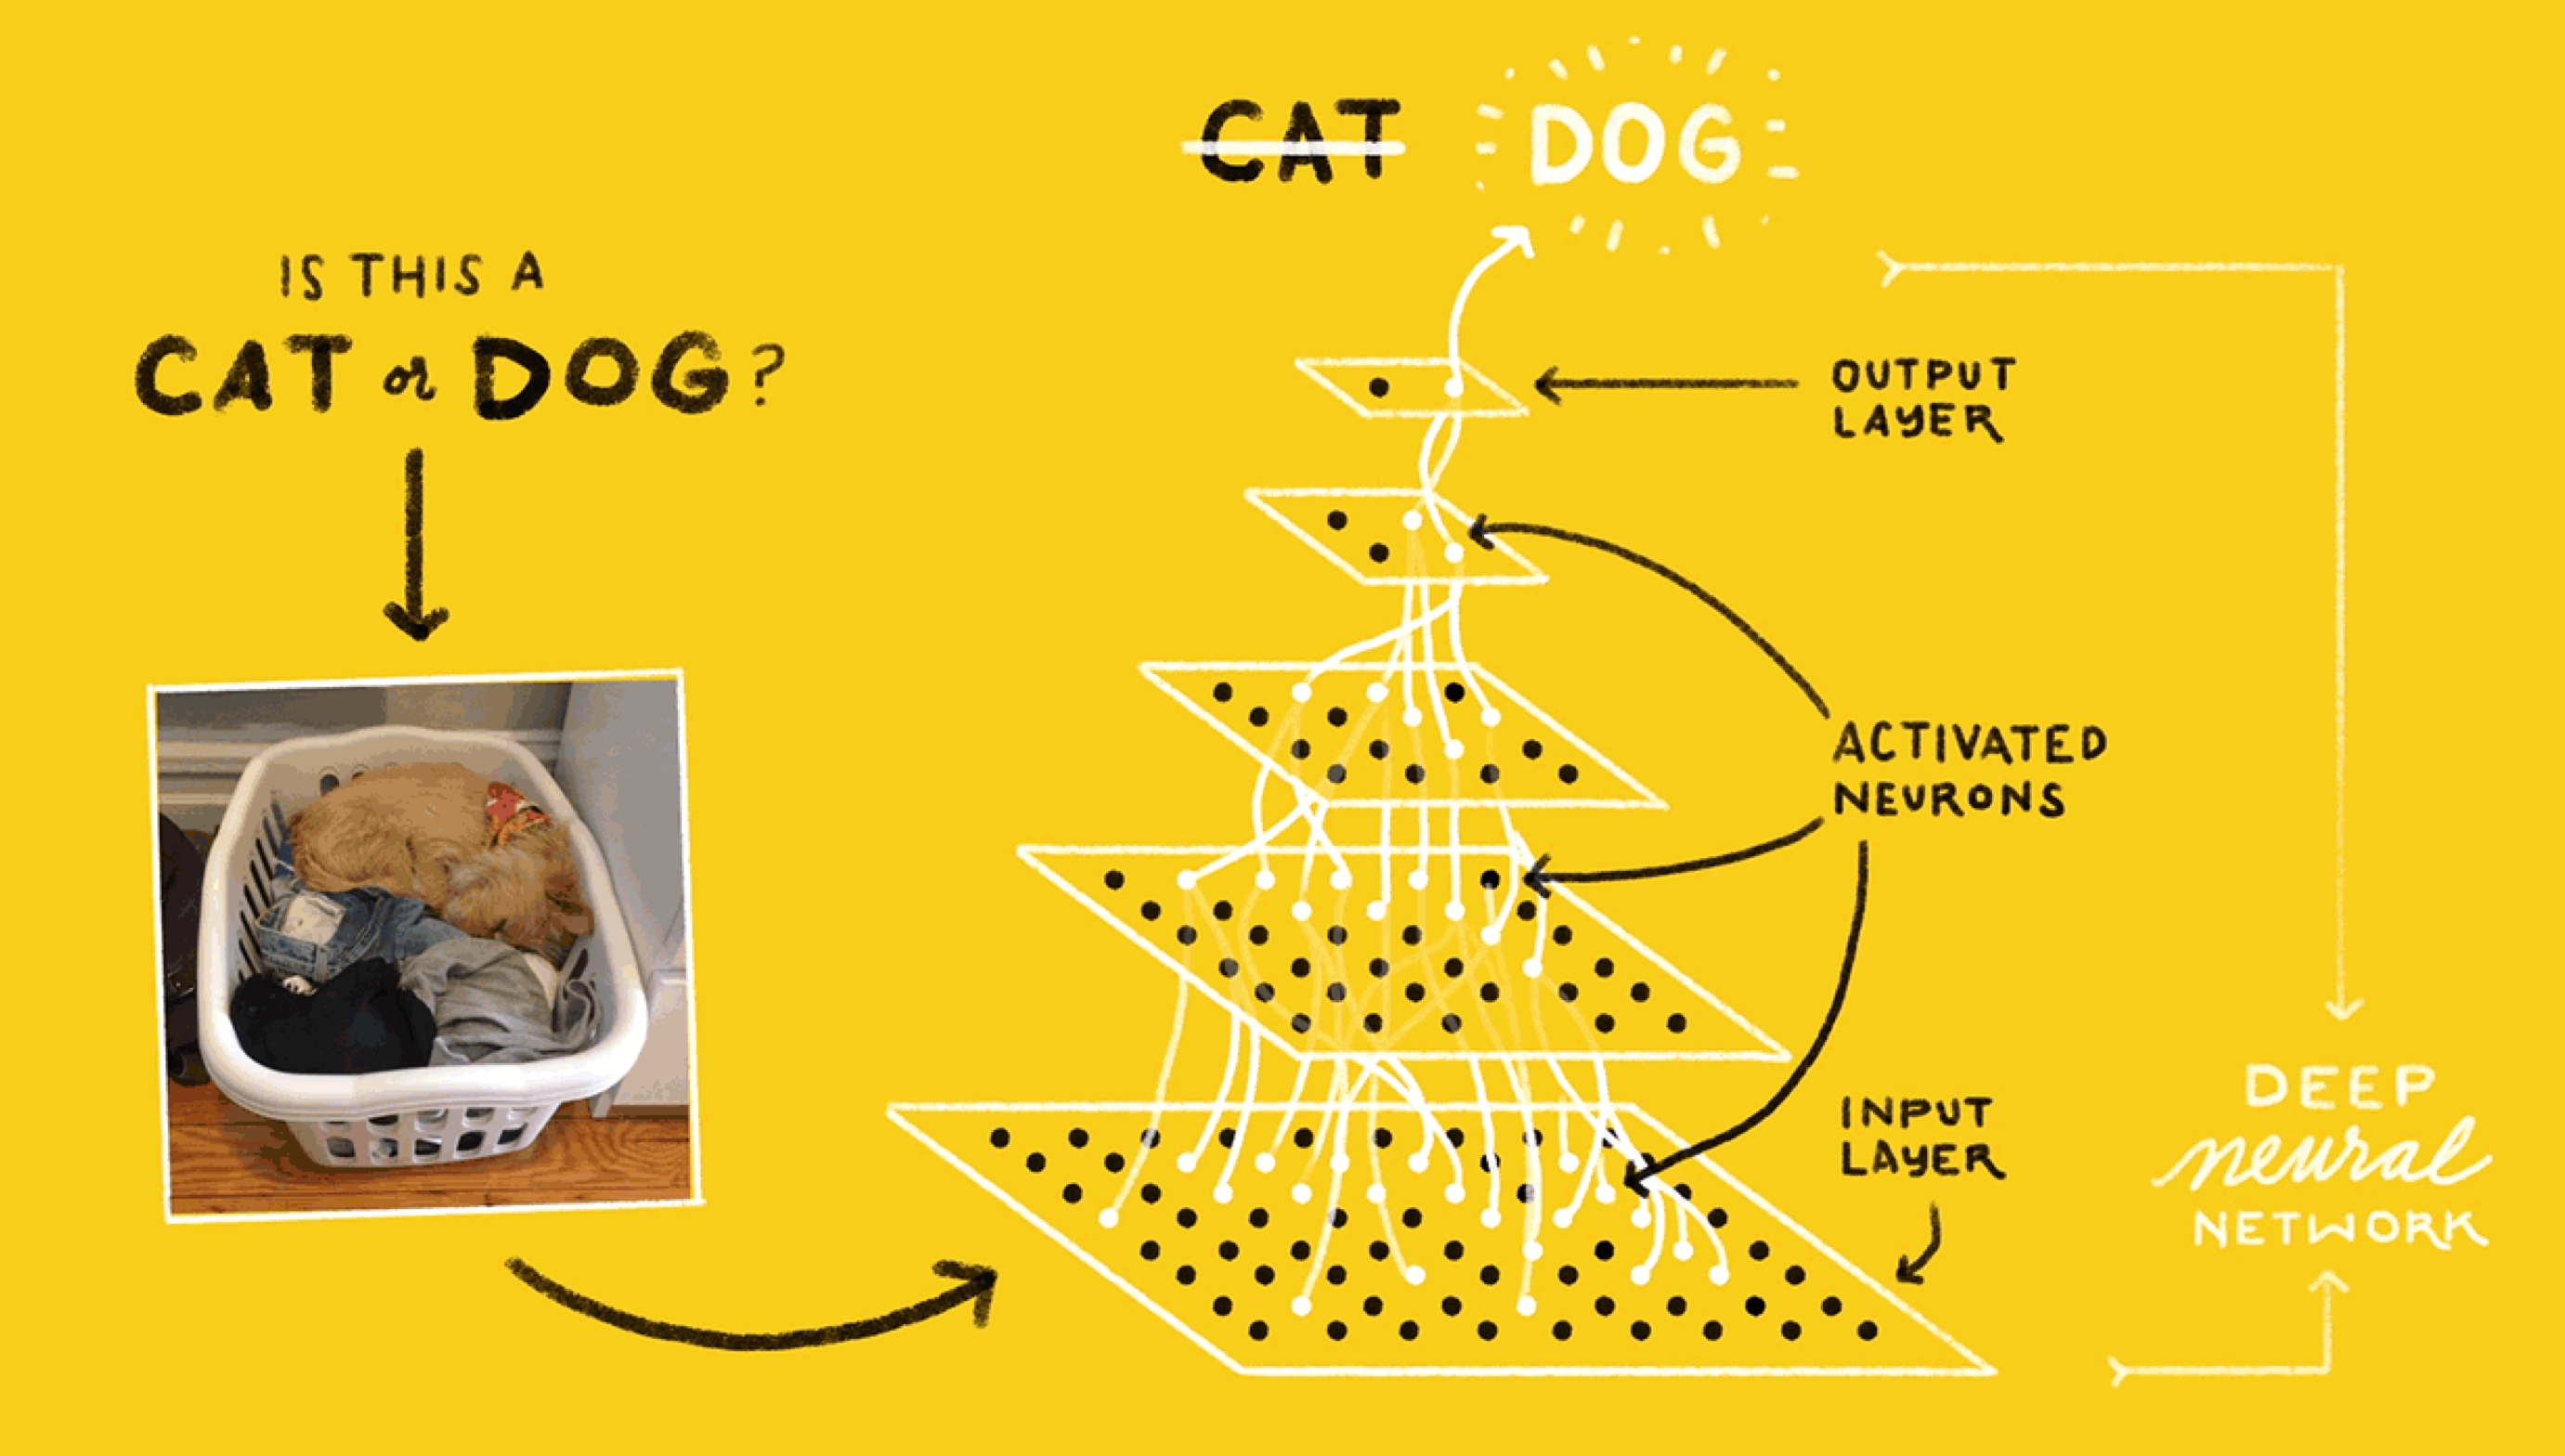 IS THIS A
CAT or DOG?
CAT DOG
OUTPUT
LAYER
ACTIVATED
NEURONS
INPUT
LAYER
DEEP
neural
NETWORK